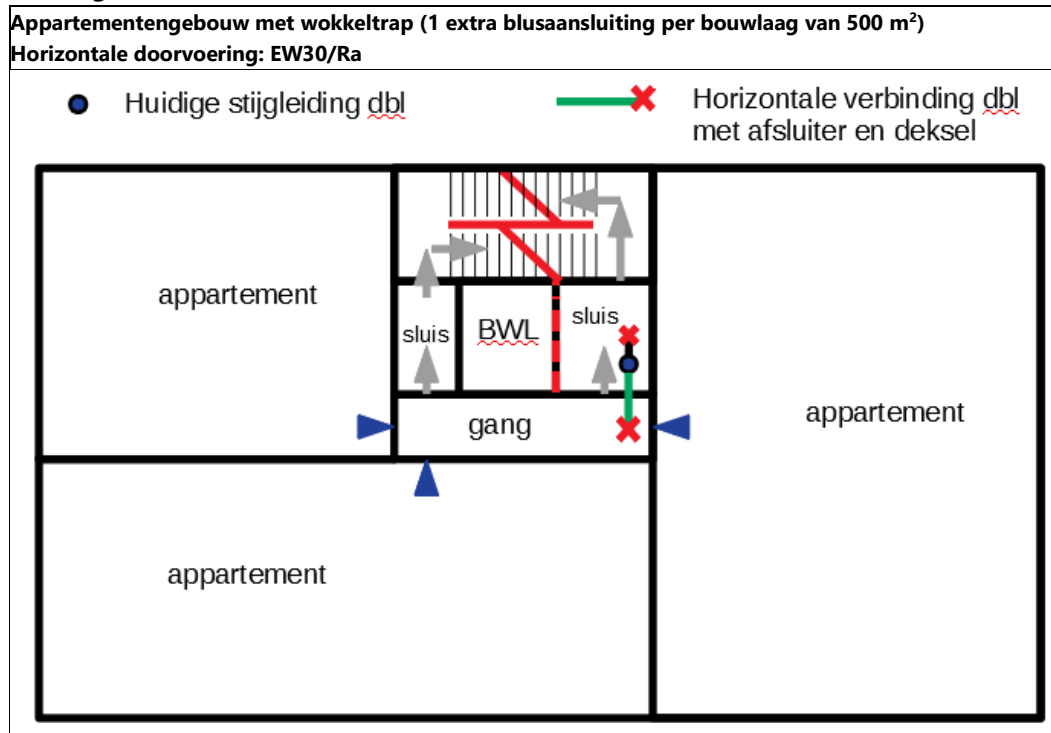 Appartementengebouw met wokkeltrap (1 extra blusaansluiting per bouwlaag van 500 m²)
Horizontale doorvoering: EW30/Ra
Huidige stijgleiding dbl
Horizontale verbinding dbl
met afsluiter en deksel
appartement
sluis
BWL
sluis
gang
appartement
appartement